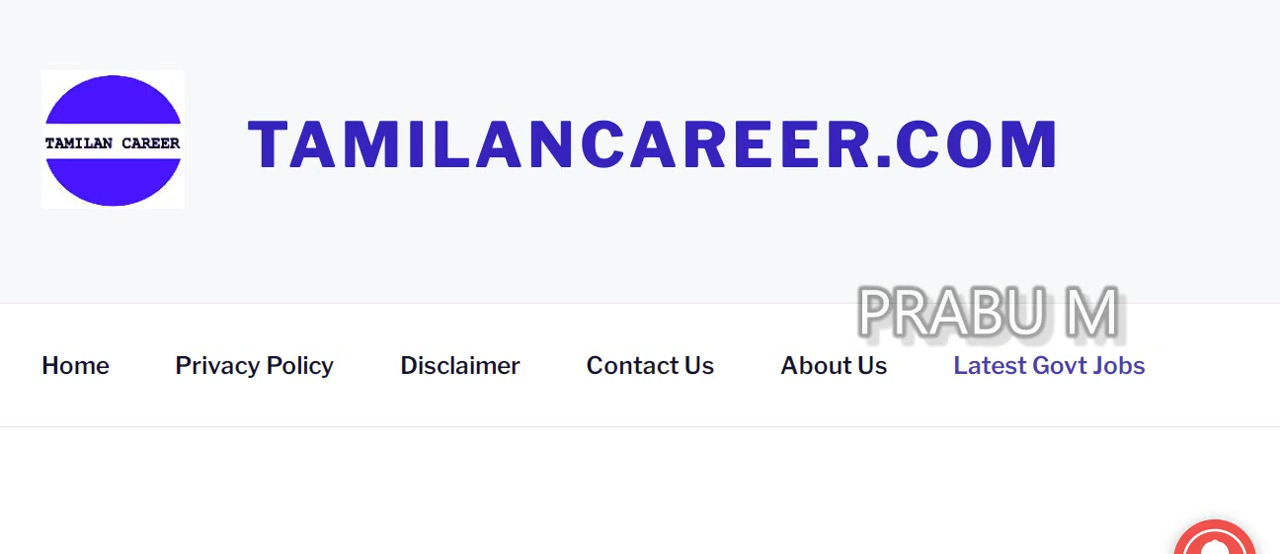 TAMILAN CAREER
TAMILANCAREER.COM
PRABU M
Home Privacy Policy Disclaimer Contact Us About Us Latest Govt Jobs